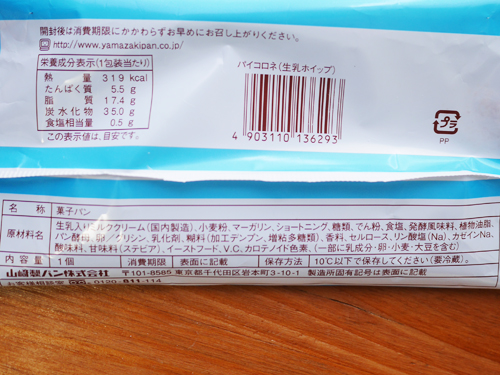 開封後は消費期限にかかわらずお早めにお召し上がりください。
http://www.yamazakipan.co.jp/
栄養成分表示(1包装当たり)
熱量 319 kcal
たんぱく質 5.5 g
脂質 17.4 g
炭水化物 35.0 g
食塩相当量 0.5 g
この表示値は、目安です。
パイコロネ(生乳ホイップ)
4 903110 136293
プラ
PP
名称 菓子パン
原材料名 生乳入りミルククリーム(国内製造)、小麦粉、マーガリン、ショートニング、糖類、でん粉、食塩、発酵風味料、植物油脂、
パン酵母、卵/グリシン、乳化剤、糊料(加工デンプン、増粘多糖類)、香料、セルロース、リン酸塩(Na)、カゼインNa、
酸味料、甘味料(ステビア)、イーストフード、V.C、カロテノイド色素、(一部に乳成分・卵・小麦・大豆を含む)
内容量 1個 消費期限 表面に記載 保存方法 10℃以下で保存してください(要冷蔵)。
山崎製パン株式会社 〒101-8585 東京都千代田区岩本町3-10-1 製造所固有記号は表面に記載
お客様相談室 0120-811-114